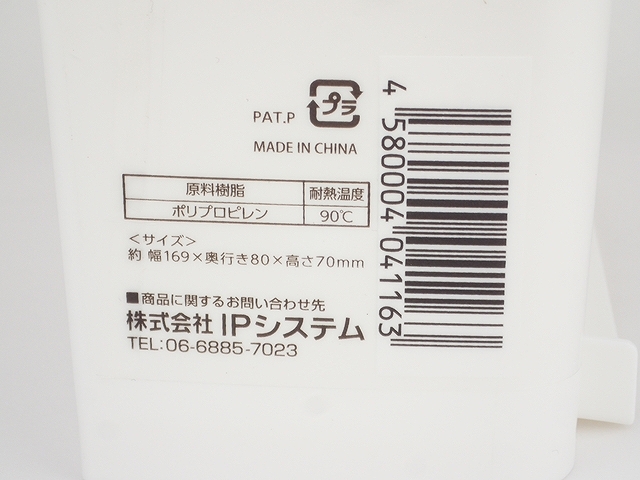 プラ
PAT.P
MADE IN CHINA
原料樹脂 耐熱温度
ポリプロピレン 90℃
＜サイズ＞
約 幅169×奥行き80×高さ70mm
■商品に関するお問い合わせ先
株式会社 IPシステム
TEL:06-6885-7023
4 580004 041163